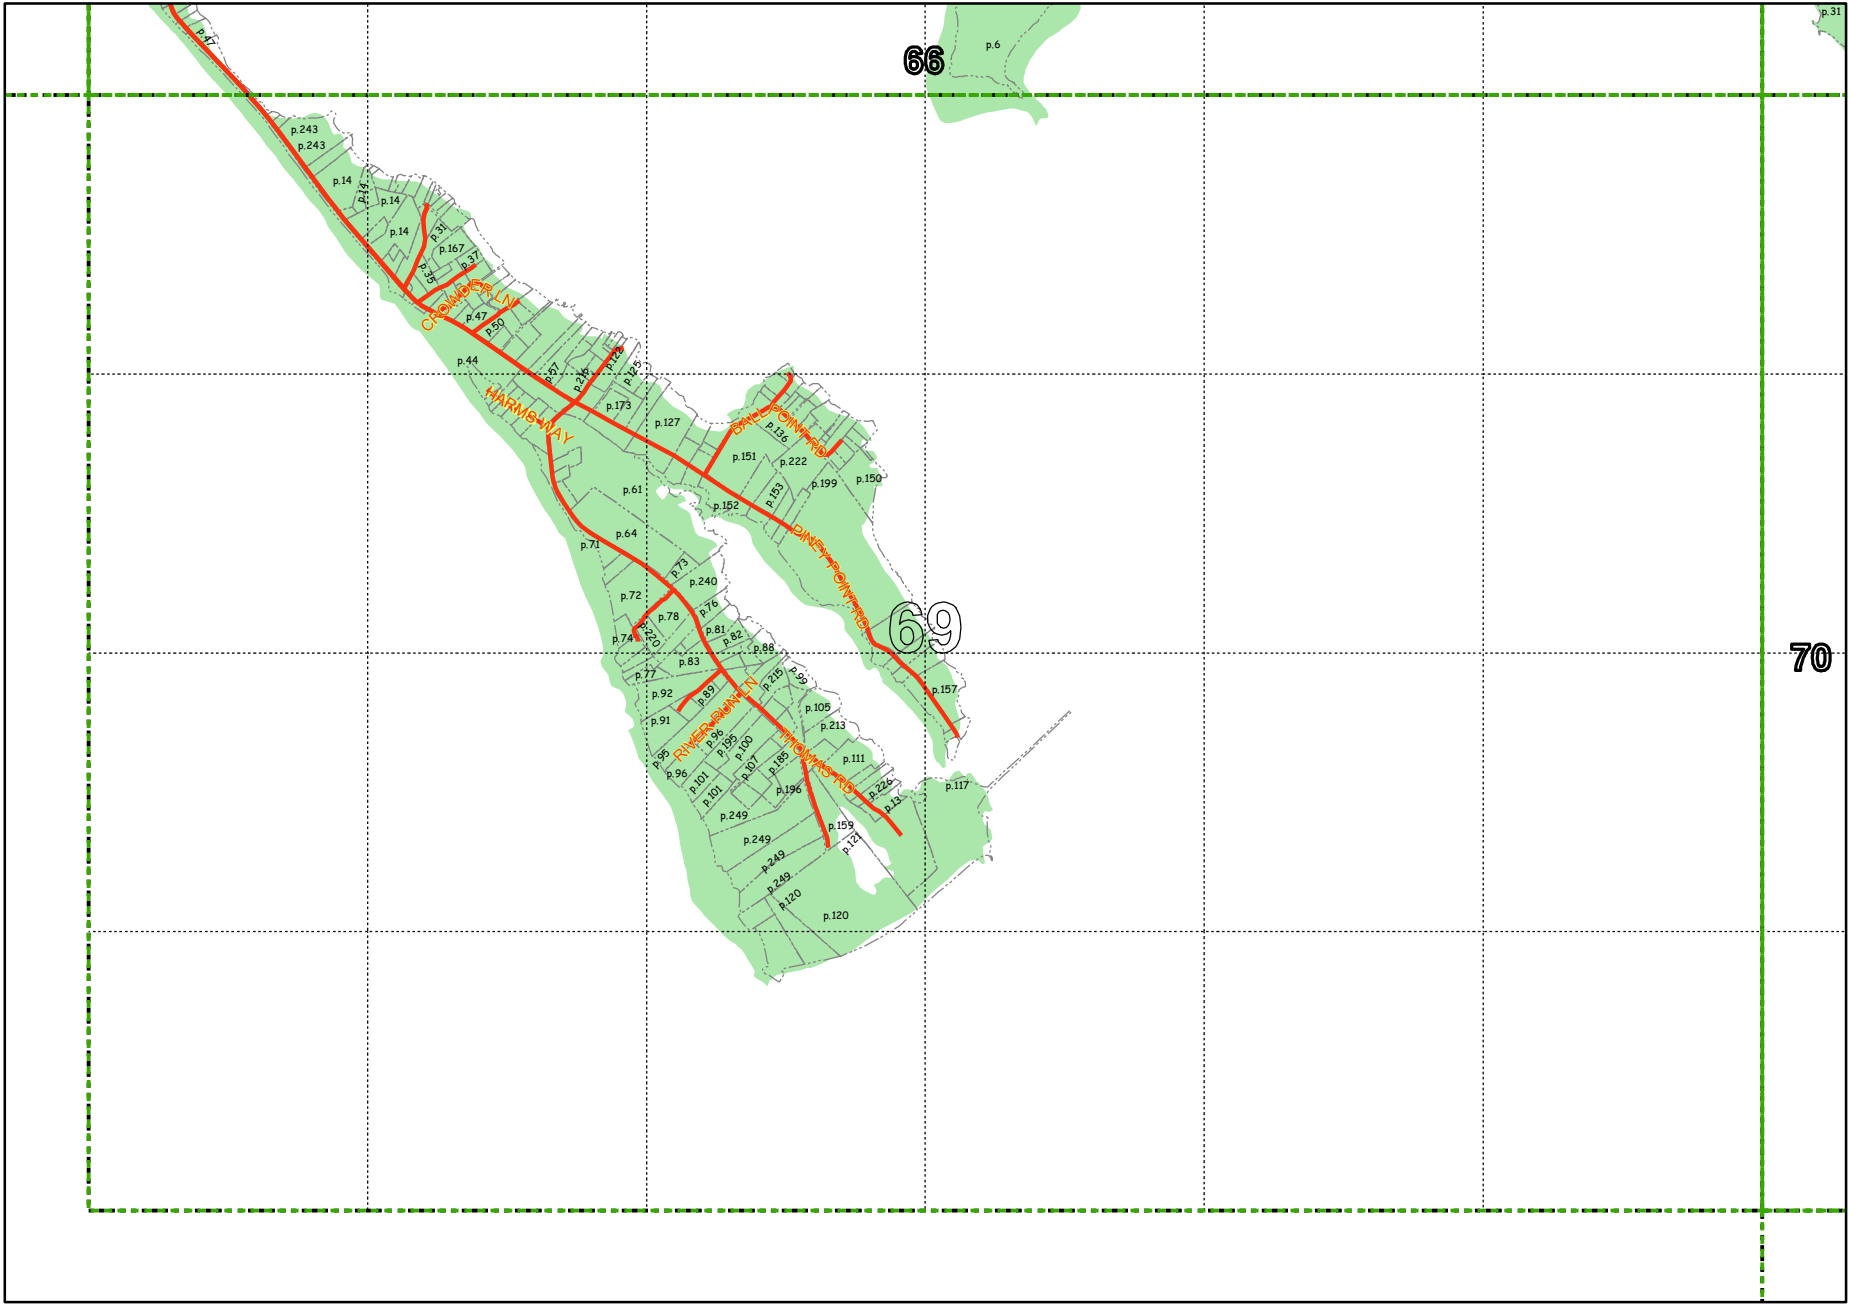 p.47
66
p.6
p.31
p.243
p.243
p.14
p.14
p.14
p.14
p.31
p.167
p.37
p.35
CROWDER LN
p.47
p.50
p.44
p.57
p.216
p.122
p.125
HARMS WAY
p.173
p.127
BALL POINT RD
p.136
p.151
p.222
p.150
p.199
p.153
p.152
p.61
p.64
p.71
PINEY POINT RD
p.73
p.240
p.72
p.76
p.78
p.81
p.82
p.74
p.220
p.88
69
70
p.83
p.77
p.215
p.99
p.92
p.89
p.157
p.91
RIVER RUN LN
p.105
p.213
p.96
p.195
p.100
THOMAS RD
p.95
p.96
p.107
p.185
p.111
p.101
p.101
p.196
p.226
p.13
p.117
p.249
p.159
p.121
p.249
p.249
p.249
p.120
p.120